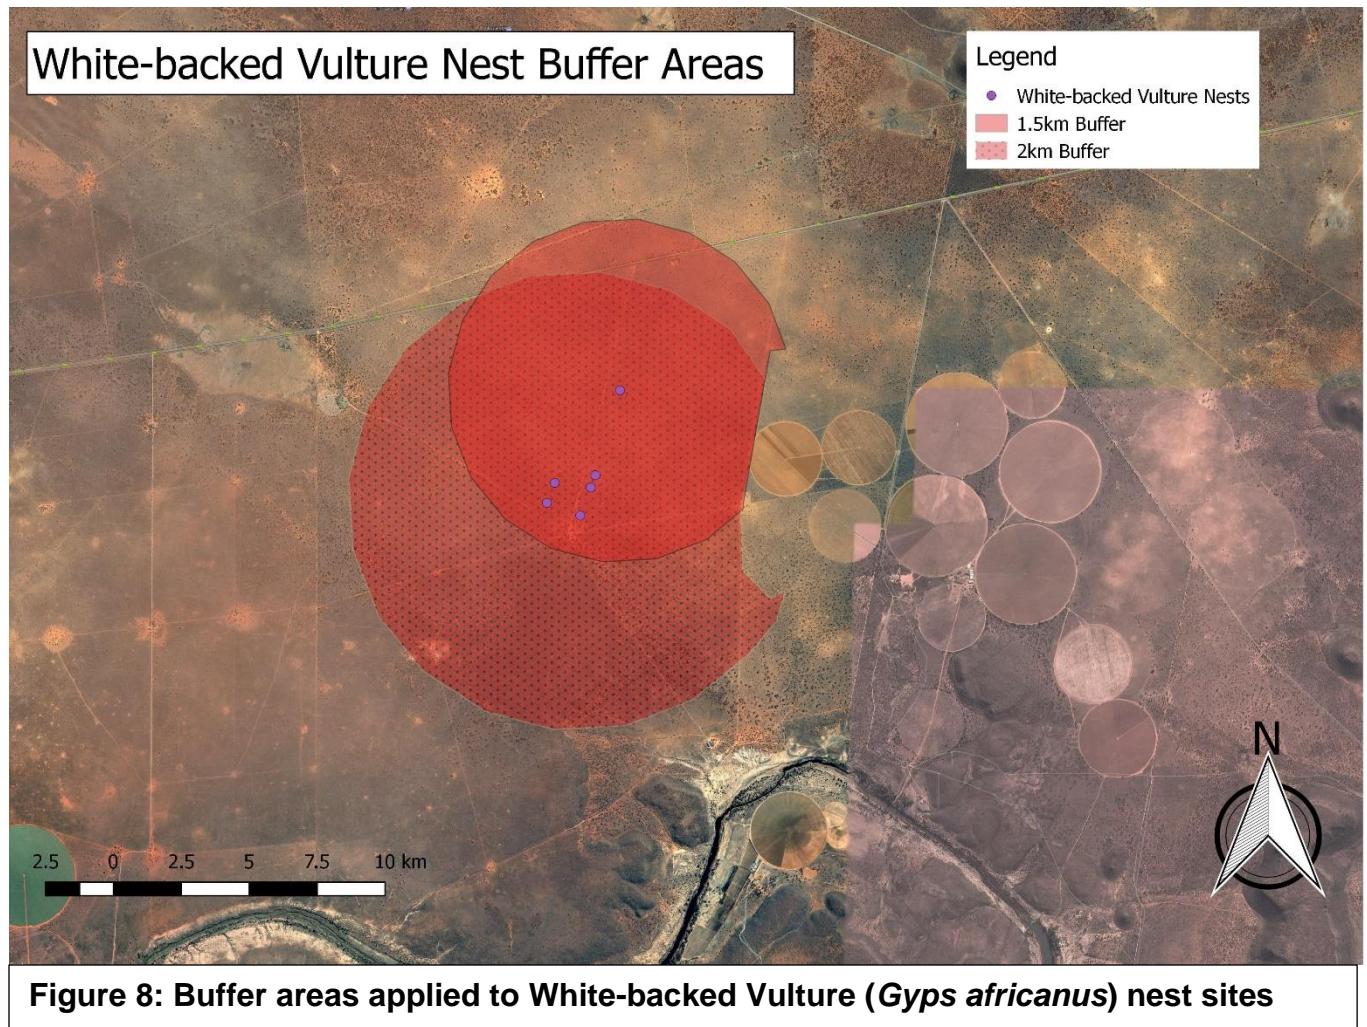 White-backed Vulture Nest Buffer Areas
Legend
White-backed Vulture Nests
1.5km Buffer
2km Buffer
N
2.5 0 2.5 5 7.5 10 km
Figure 8: Buffer areas applied to White-backed Vulture (Gyps africanus) nest sites